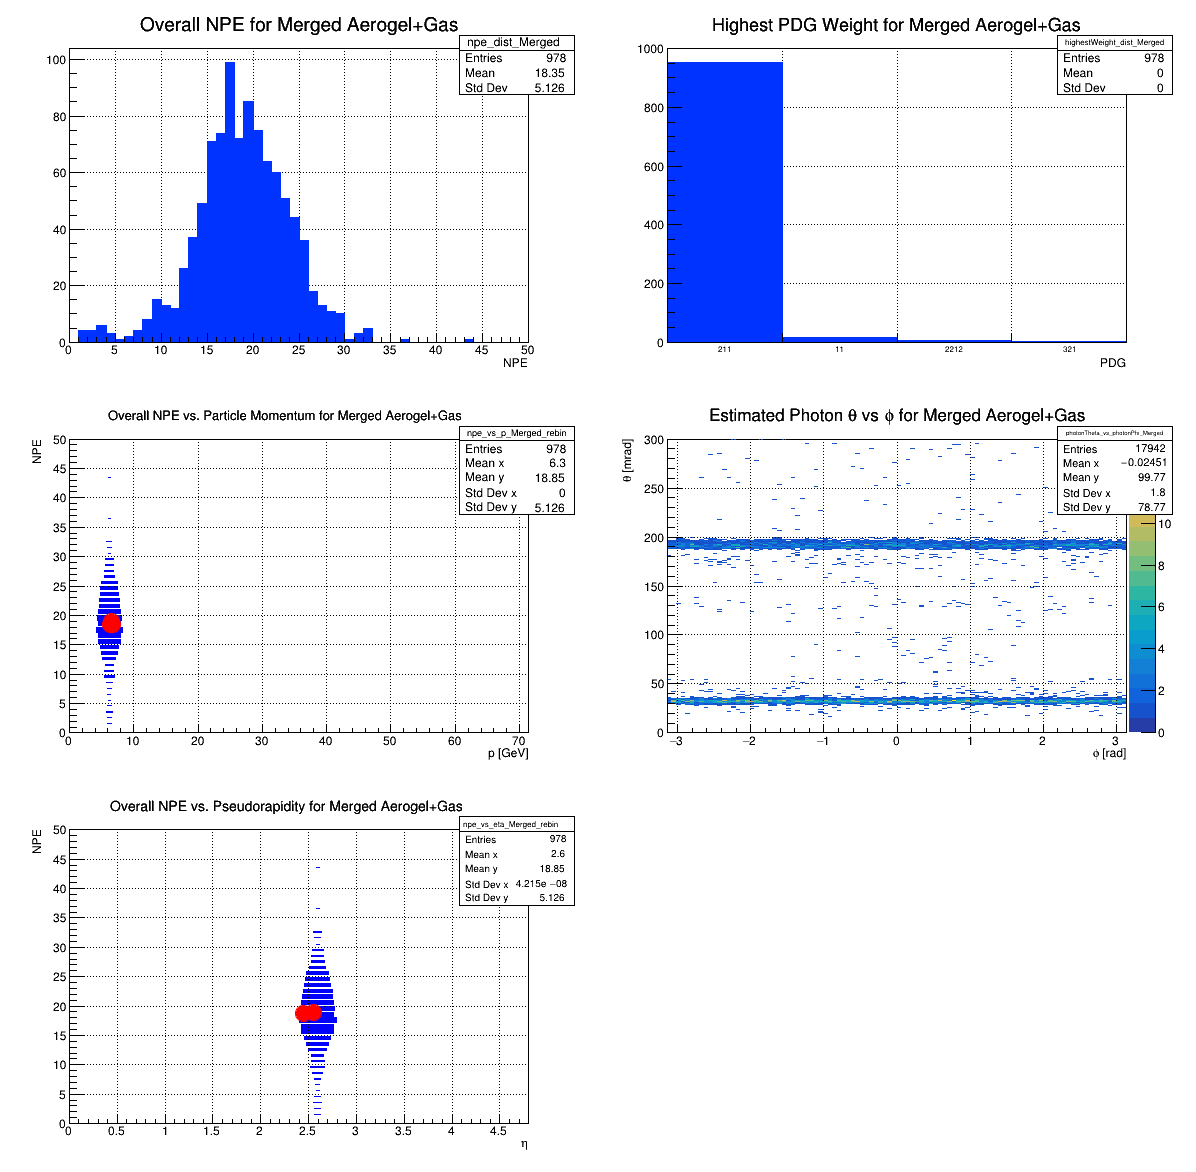 Overall NPE for Merged Aerogel+Gas
npe_dist_Merged
Entries 978
Mean 18.35
Std Dev 5.126
100
80
60
40
20
0
0 5 10 15 20 25 30 35 40 45 50
NPE
Highest PDG Weight for Merged Aerogel+Gas
highestWeight_dist_Merged
Entries 978
Mean 0
Std Dev 0
1000
800
600
400
200
0
211 11 2212 321
PDG
Overall NPE vs. Particle Momentum for Merged Aerogel+Gas
npe_vs_p_Merged_rebin
Entries 978
Mean x 6.3
Mean y 18.85
Std Dev x 0
Std Dev y 5.126
NPE
50
45
40
35
30
25
20
15
10
5
0
0 10 20 30 40 50 60 70
p [GeV]
Estimated Photon θ vs ϕ for Merged Aerogel+Gas
photonTheta_vs_photonPhi_Merged
Entries 17942
Mean x −0.02451
Mean y 99.77
Std Dev x 1.8
Std Dev y 78.77
θ [mrad]
300
250
200
150
100
50
0
−3 −2 −1 0 1 2 3
ϕ [rad]
10
8
6
4
2
0
Overall NPE vs. Pseudorapidity for Merged Aerogel+Gas
npe_vs_eta_Merged_rebin
Entries 978
Mean x 2.6
Mean y 18.85
Std Dev x 4.215e −08
Std Dev y 5.126
NPE
50
45
40
35
30
25
20
15
10
5
0
0 0.5 1 1.5 2 2.5 3 3.5 4 4.5
η